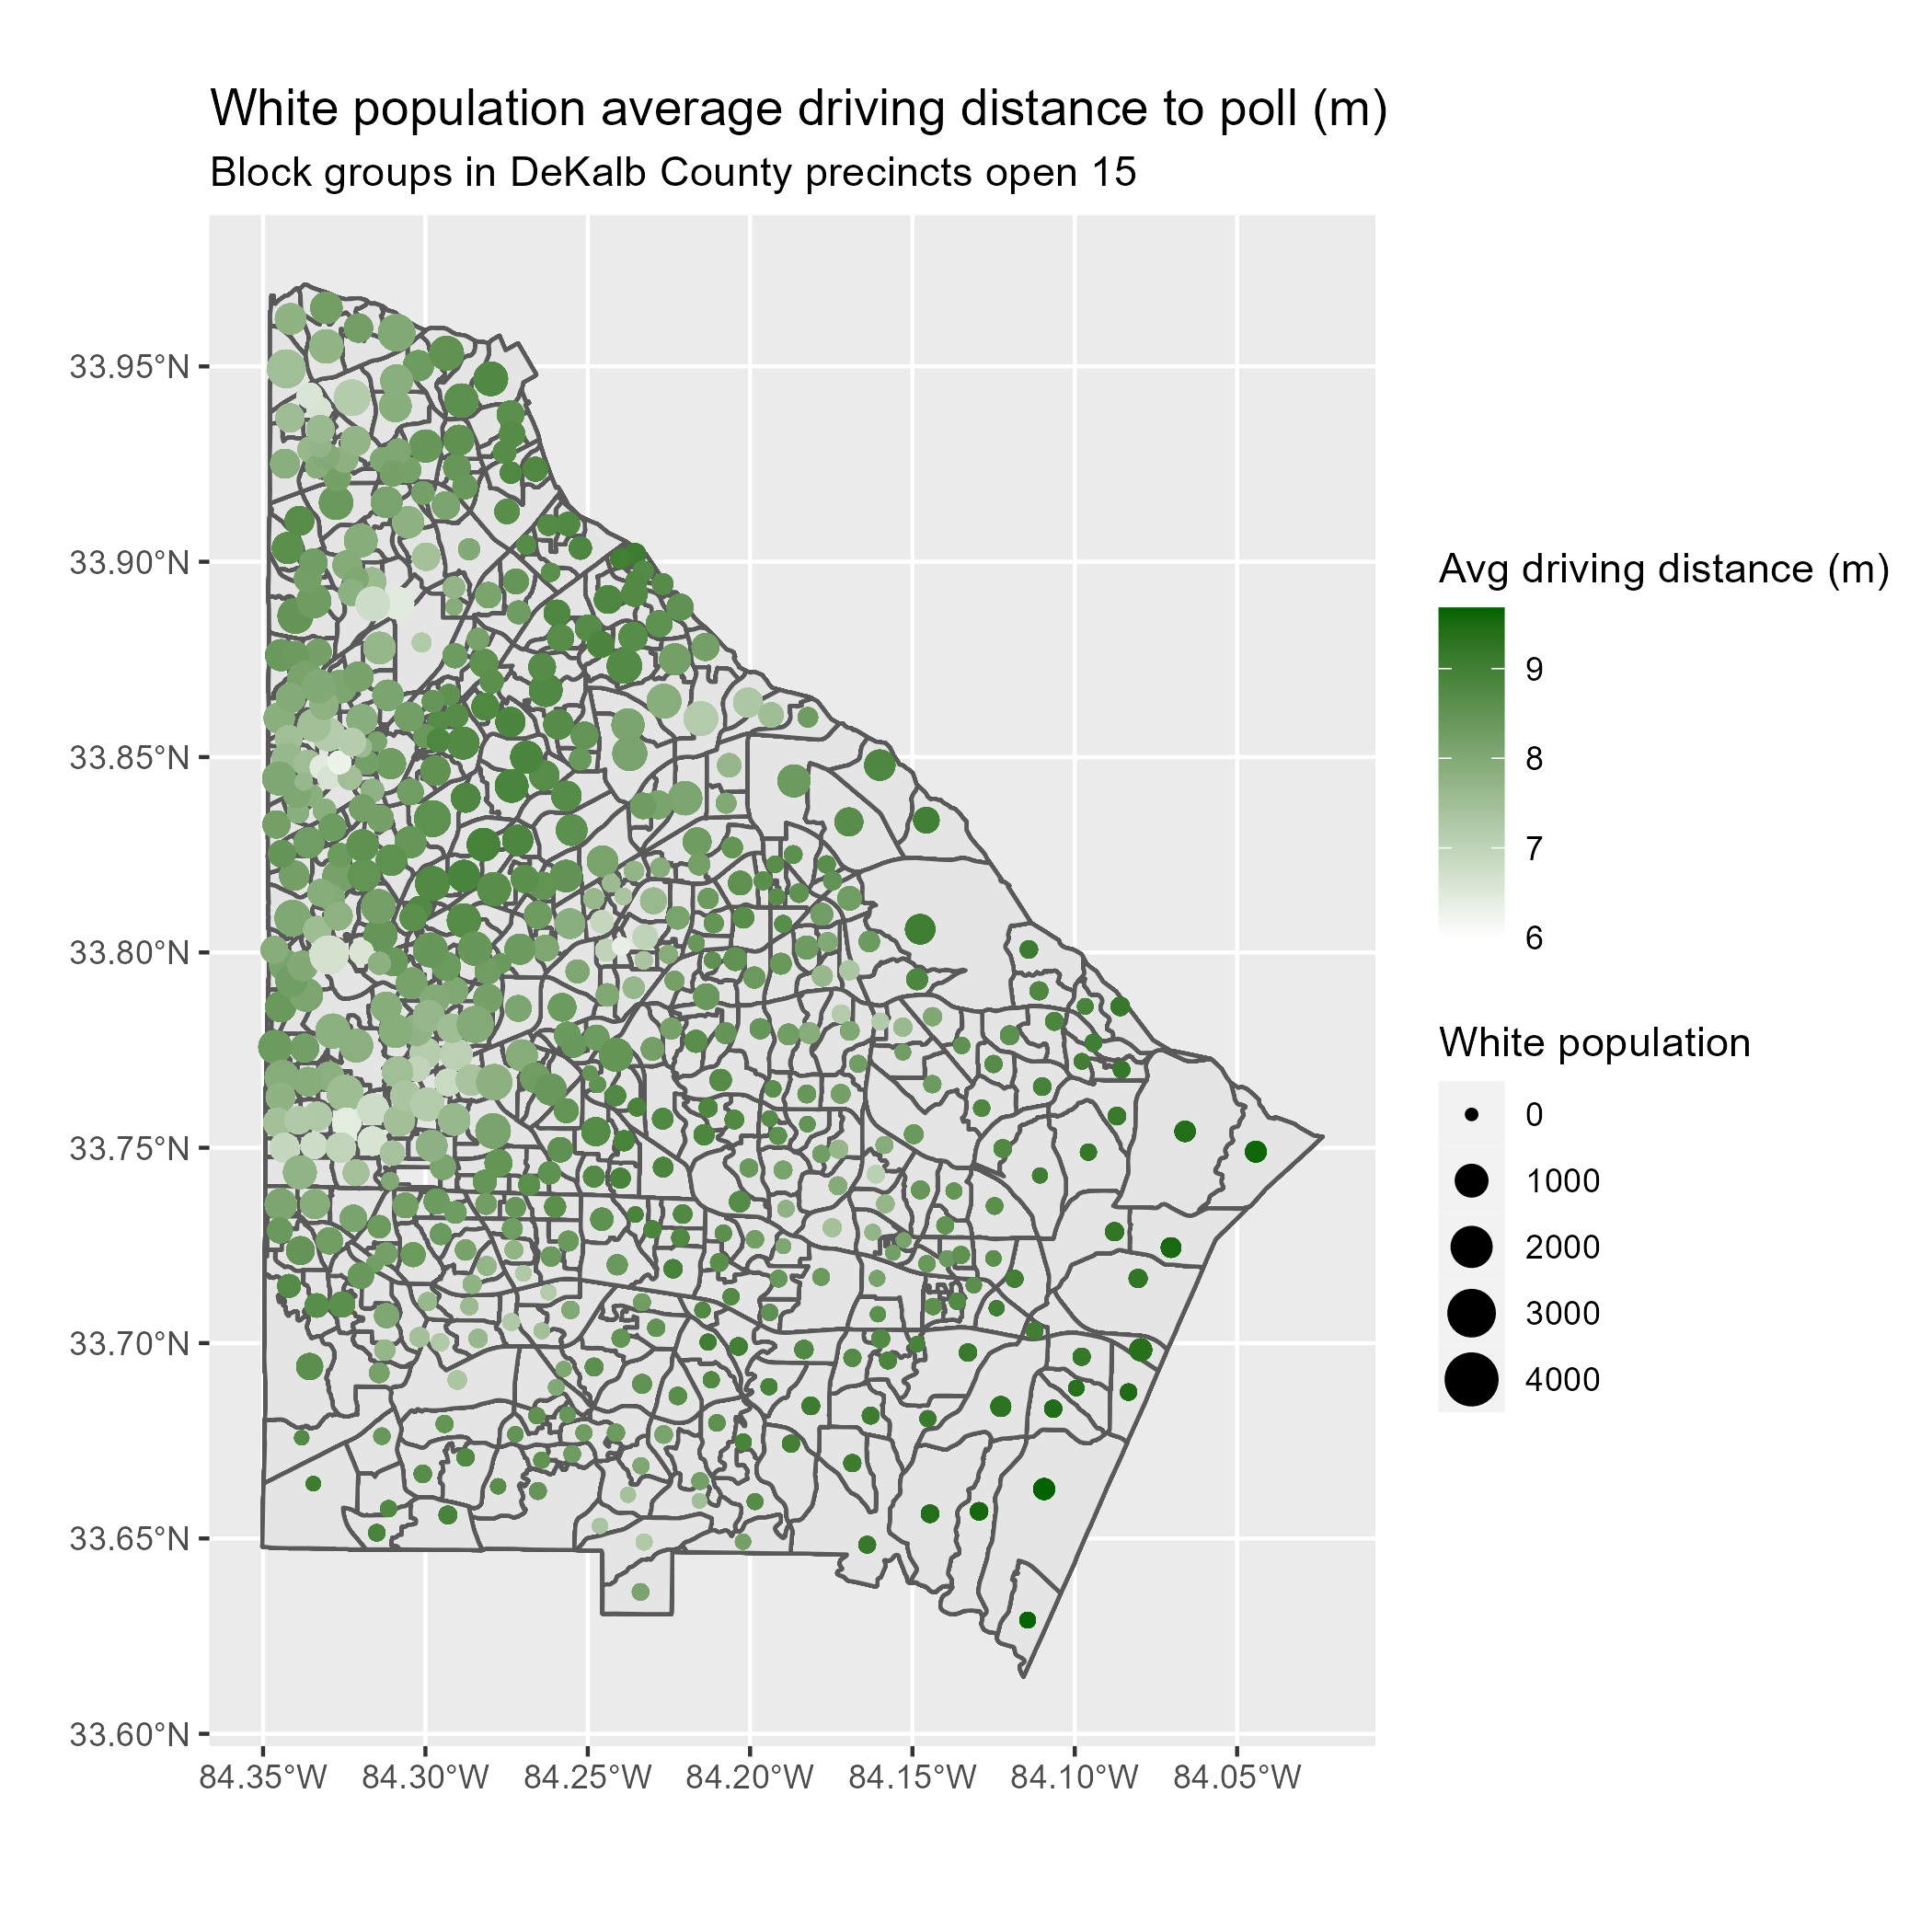 White population average driving distance to poll (m)
Block groups in DeKalb County precincts open 15
33.95°N
33.90°N
33.85°N
33.80°N
33.75°N
33.70°N
33.65°N
33.60°N
84.35°W 84.30°W 84.25°W 84.20°W 84.15°W 84.10°W 84.05°W
Avg driving distance (m)
9
8
7
6
White population
0
1000
2000
3000
4000